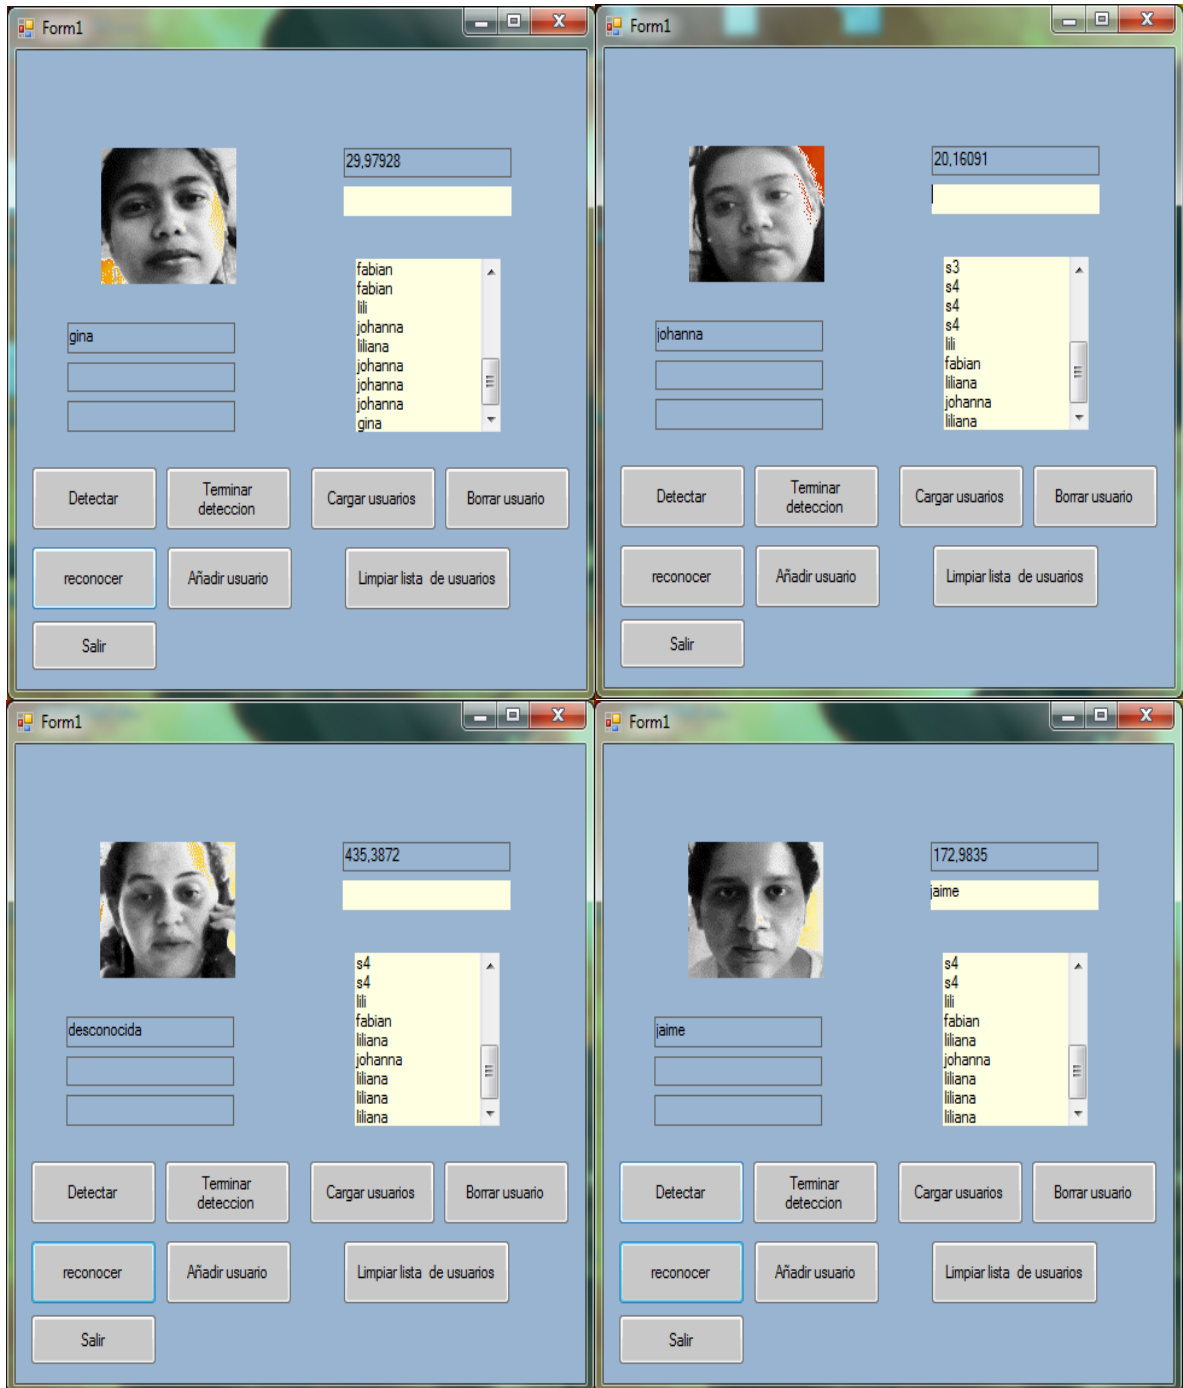 Form1
29,97928
fabian
fabian
lili
johanna
liliana
johanna
johanna
johanna
gina
gina
Detectar
Terminar
deteccion
Cargar usuarios
Borrar usuario
reconocer
Añadir usuario
Limpiar lista de usuarios
Salir
Form1
20,16091
s3
s4
s4
s4
lili
fabian
liliana
johanna
liliana
johanna
Detectar
Terminar
deteccion
Cargar usuarios
Borrar usuario
reconocer
Añadir usuario
Limpiar lista de usuarios
Salir
Form1
435,3872
s4
s4
lili
fabian
liliana
johanna
liliana
liliana
liliana
desconocida
Detectar
Terminar
deteccion
Cargar usuarios
Borrar usuario
reconocer
Añadir usuario
Limpiar lista de usuarios
Salir
Form1
172,9835
jaime
s4
s4
lili
fabian
liliana
johanna
liliana
liliana
liliana
jaime
Detectar
Terminar
deteccion
Cargar usuarios
Borrar usuario
reconocer
Añadir usuario
Limpiar lista de usuarios
Salir